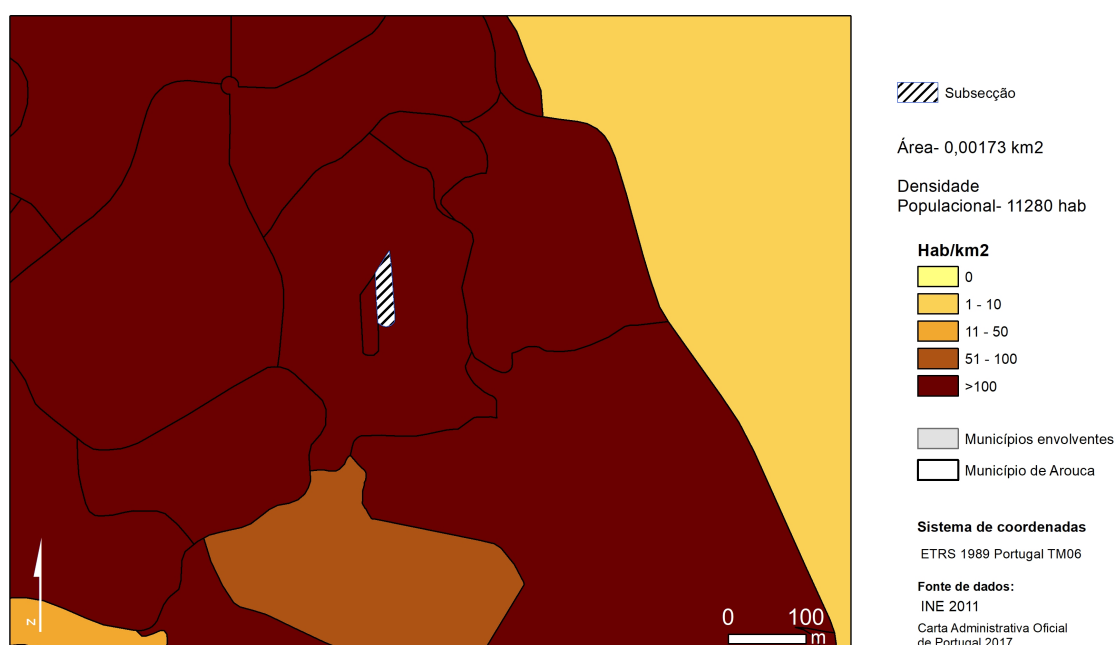 Subsecção
Área- 0,00173 km2
Densidade
Populacional- 11280 hab
Hab/km2
0
1 - 10
11 - 50
51 - 100
>100
Municípios envolventes
Município de Arouca
Sistema de coordenadas
ETRS 1989 Portugal TM06
Fonte de dados:
INE 2011
Carta Administrativa Oficial
de Portugal 2017
N
0 100
m